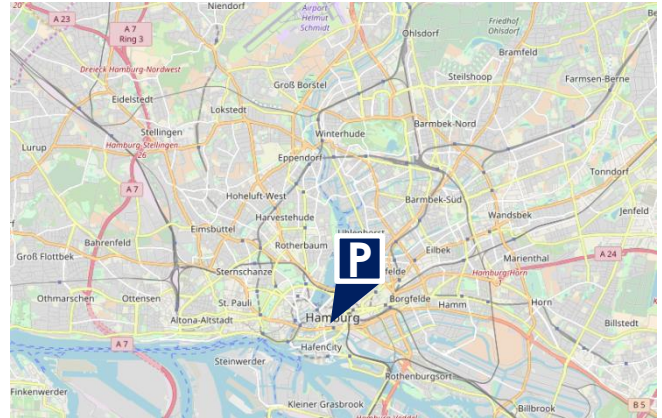 20
A 23
A 7
Ring 3
Niendorf
Airport
Helmut
Schmidt
Ohlsdorf
Friedhof
Ohlsdorf
Bramfeld
Dreieck Hamburg-Nordwest
Groß Borstel
Steilshoop
Farmsen-Berne
Eidelstedt
Lokstedt
Stellingen
Winterhude
Barmbek-Nord
Lurup
Hamburg-Stellingen
26
Eppendorf
Tonndorf
A 7
Hoheluft-West
Barmbek-Süd
Harvestehude
Wandsbek
Jenfeld
Eimsbüttel
Uhlenhorst
Bahrenfeld
Rotherbaum
Eilbek
Groß Flottbek
P
Marienthal
A 24
Sternschanze
felde
Hamburg-Horn
Othmarschen
Ottensen
St. Pauli
Borgfelde
Hamm
Horn
Altona-Altstadt
Hamburg
Billstedt
A 7
HafenCity
Steinwerder
Rothenburgsort
Finkenwerder
Kleiner Grasbrook
Billbrook
B 5